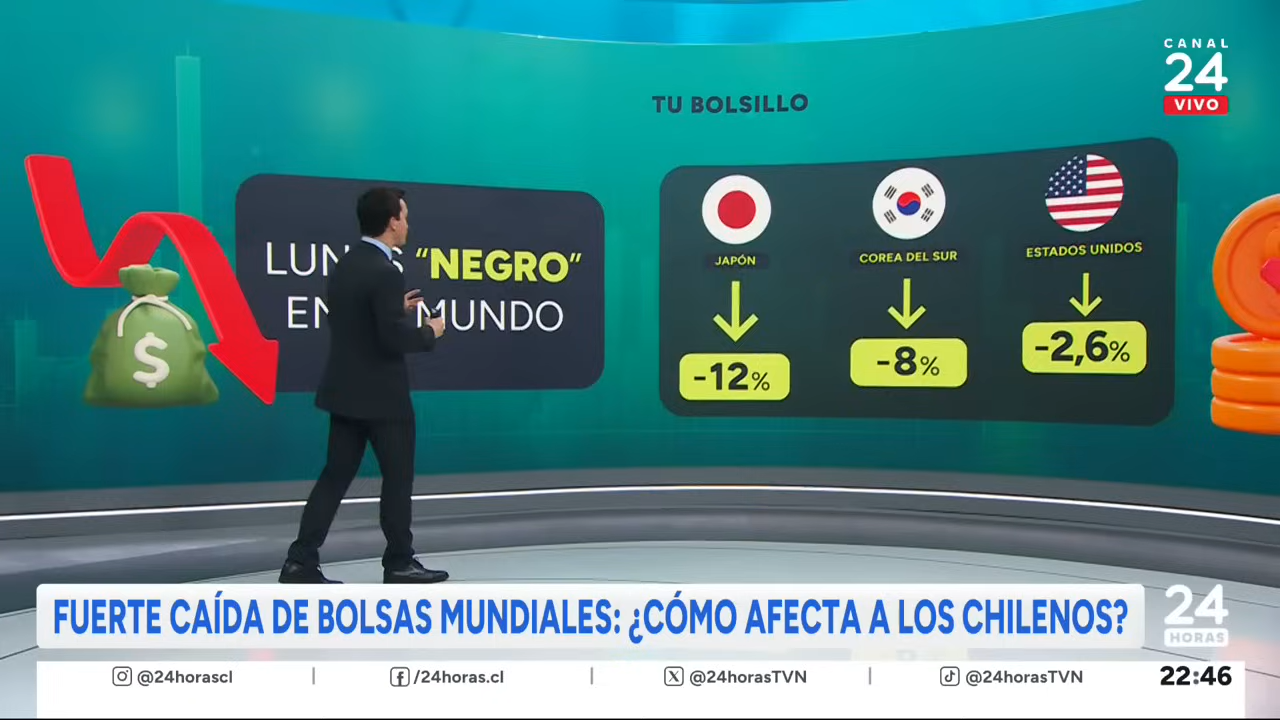 CANAL
24
VIVO
TU BOLSILLO
“NEGRO”
MUNDO
JAPÓN
COREA DEL SUR
ESTADOS UNIDOS
-12%
-8%
-2,6%
$
FUERTE CAÍDA DE BOLSAS MUNDIALES: ¿CÓMO AFECTA A LOS CHILENOS?
24
HORAS
@24horascl
/24horas.cl
@24horasTVN
@24horasTVN
22:46